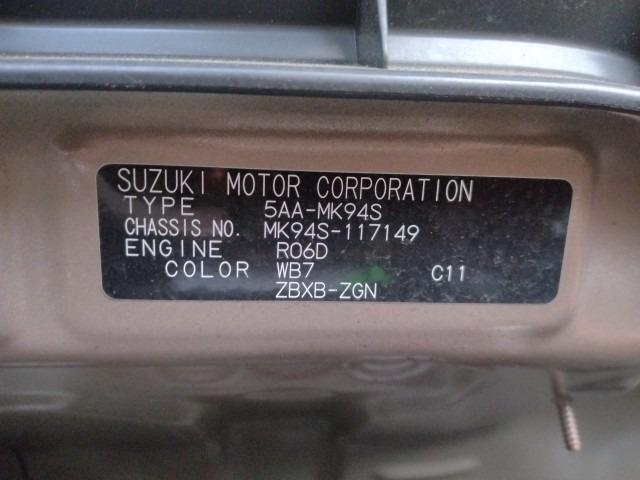 SUZUKI MOTOR CORPORATION
TYPE 5AA-MK94S
CHASSIS NO. MK94S-117149
ENGINE R06D
COLOR WB7 C11
ZBXB-ZGN